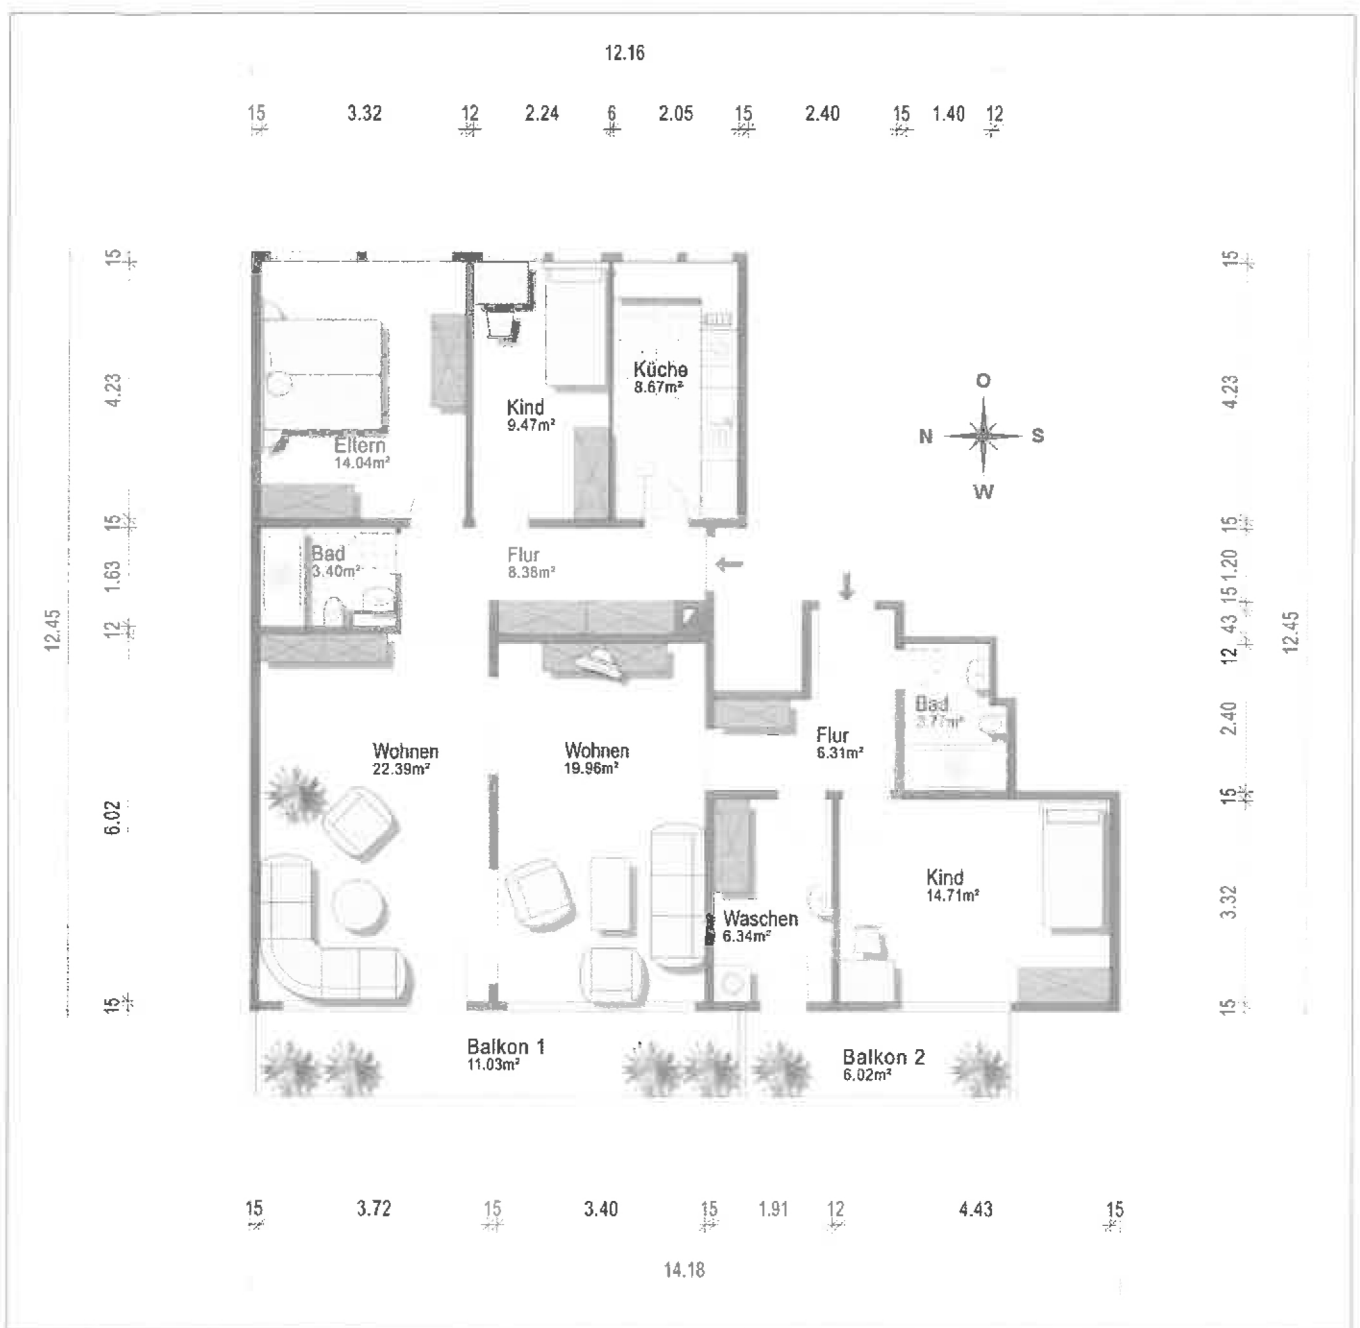 12.16
15 3.32 12 2.24 6 2.05 15 2.40 15 1.40 12
15
4.23
15
1.63
12
6.02
15
12.45
Eltern
14.04m²
Kind
9.47m²
Küche
8.67m²
O
N S
W
Bad
3.40m²
Flur
8.38m²
Wohnen
22.39m²
Wohnen
19.96m²
Flur
6.31m²
Bad
3.77m²
Waschen
6.34m²
Kind
14.71m²
Balkon 1
11.03m²
Balkon 2
6.02m²
15
4.23
15
1.20
15
43
12
2.40
15
3.32
15
12.45
15 3.72 15 3.40 15 1.91 12 4.43 15
14.18